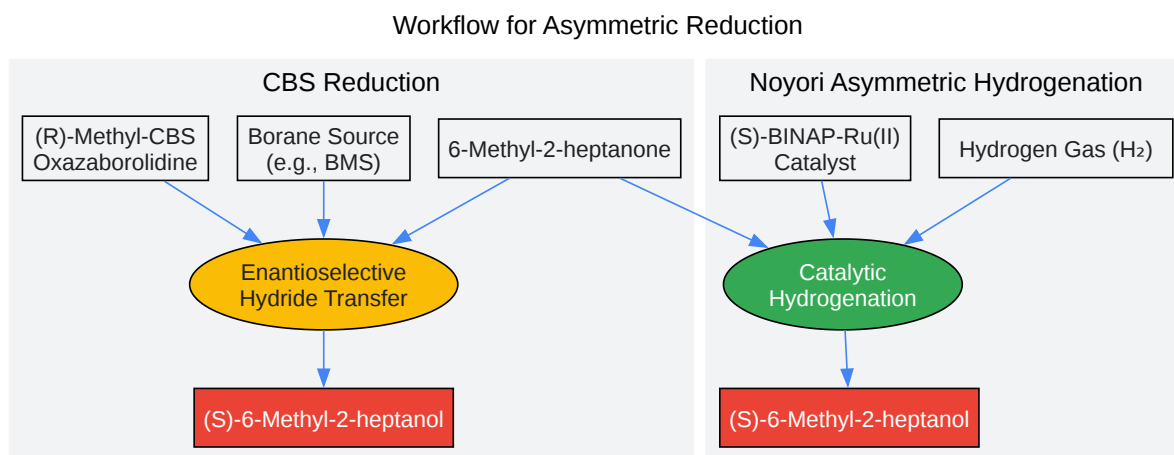 Workflow for Asymmetric Reduction
CBS Reduction
(R)-Methyl-CBS
Oxazaborolidine
Borane Source
(e.g., BMS)
6-Methyl-2-heptanone
Enantioselective
Hydride Transfer
(S)-6-Methyl-2-heptanol
Noyori Asymmetric Hydrogenation
(S)-BINAP-Ru(II)
Catalyst
Hydrogen Gas (H₂)
Catalytic
Hydrogenation
(S)-6-Methyl-2-heptanol